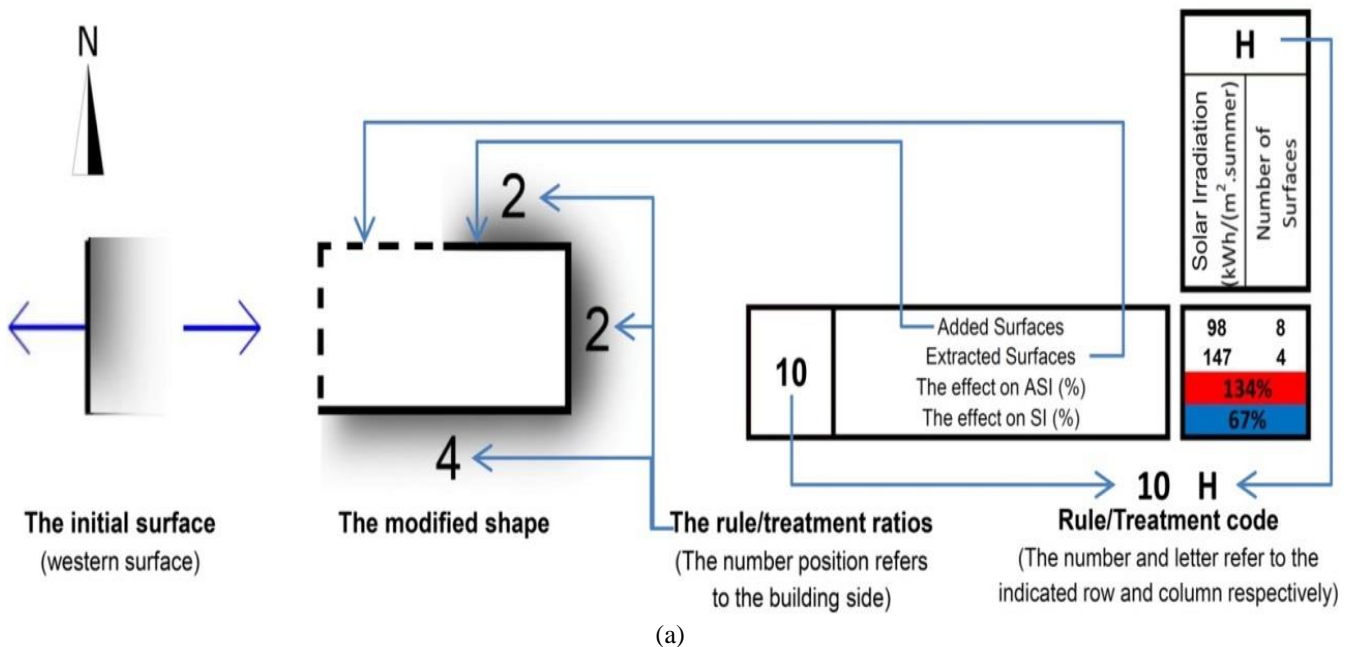 N
H
Solar Irradiation
(kWh/(m².summer)
Number of
Surfaces
2
2
4
10
Added Surfaces
Extracted Surfaces
The effect on ASI (%)
The effect on SI (%)
98 8
147 4
134%
67%
10 H
The initial surface
(western surface)
The modified shape
The rule/treatment ratios
(The number position refers
to the building side)
Rule/Treatment code
(The number and letter refer to the
indicated row and column respectively)
(a)